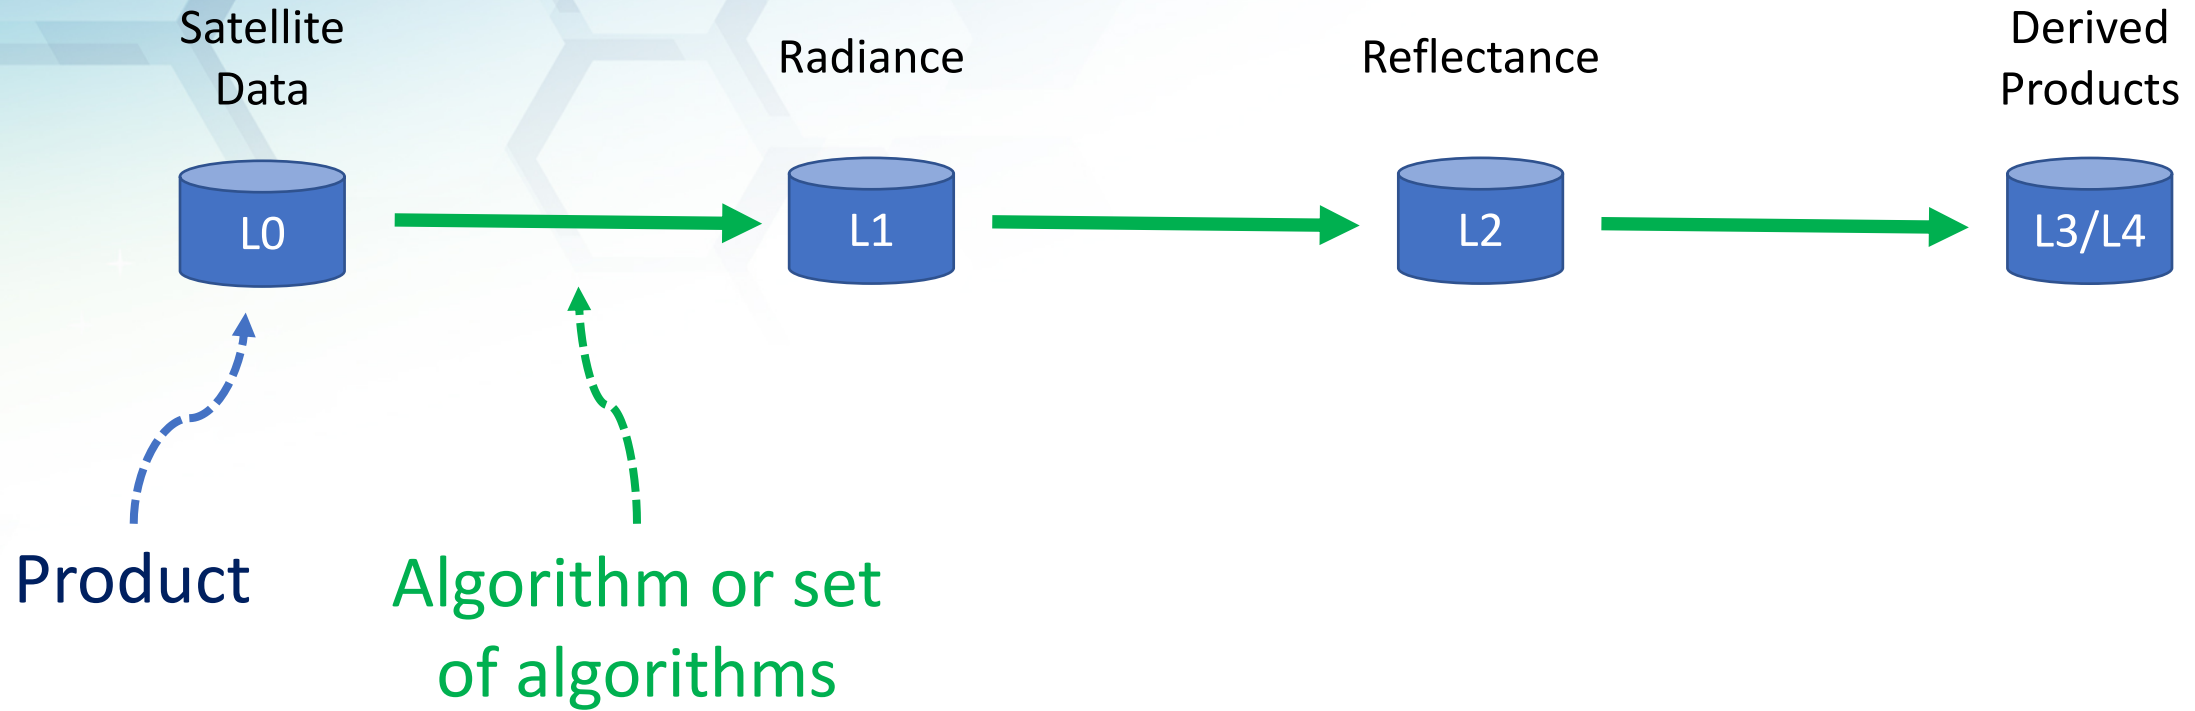 Satellite
Data
Radiance
Reflectance
Derived
Products
L0
L1
L2
L3/L4
Product
Algorithm or set
of algorithms